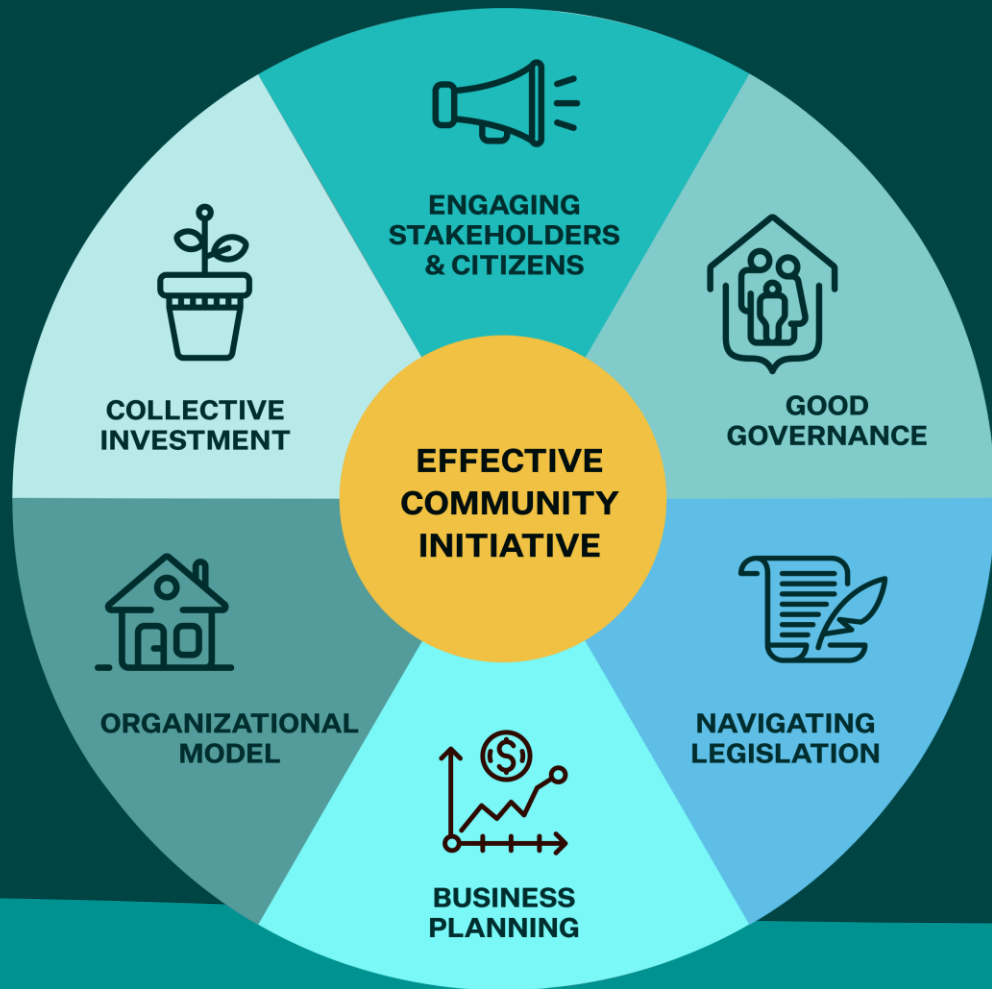 ENGAGING
STAKEHOLDERS
& CITIZENS
COLLECTIVE
INVESTMENT
GOOD
GOVERNANCE
EFFECTIVE
COMMUNITY
INITIATIVE
ORGANIZATIONAL
MODEL
NAVIGATING
LEGISLATION
$
BUSINESS
PLANNING